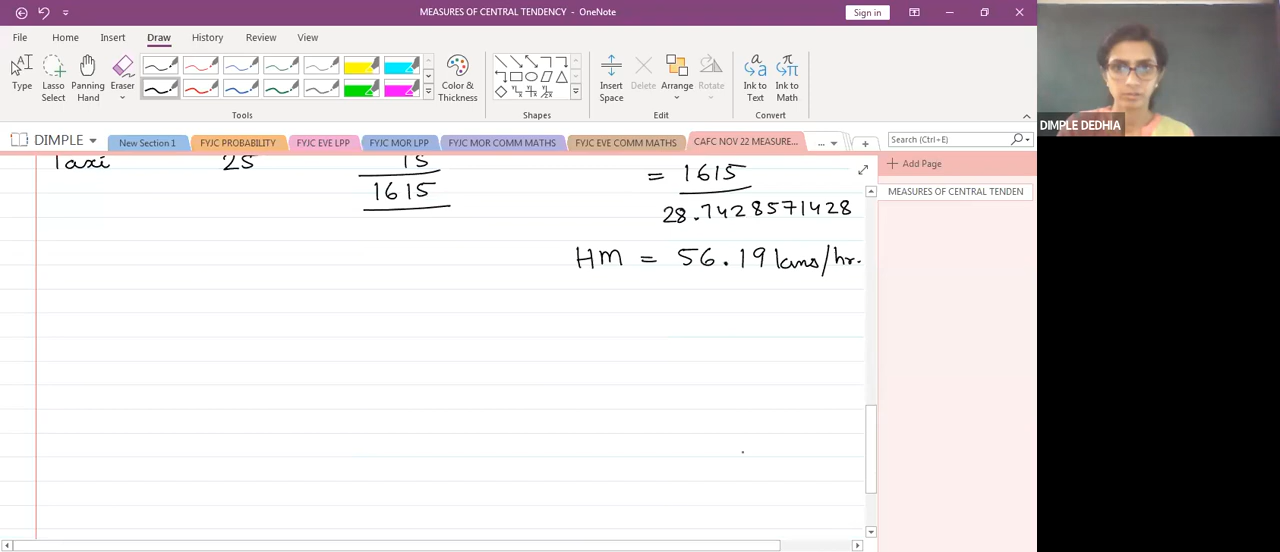 MEASURES OF CENTRAL TENDENCY - OneNote
Sign in
File Home Insert Draw History Review View
Type Lasso Select Panning Hand Eraser Color & Thickness Insert Space Delete Arrange Rotate Ink to Text Ink to Math
Tools Shapes Edit Convert
DIMPLE New Section 1 FYJC PROBABILITY FYJC EVE LPP FYJC MOR LPP FYJC MOR COMM MATHS FYJC EVE COMM MATHS CAFC NOV 22 MEASURE... ... Search (Ctrl+E)
DIMPLE DEDHIA
Add Page
MEASURES OF CENTRAL TENDEN
Taxi 25 15
1615
= 1615
28.7428571428
HM = 56.19 kms/hr.